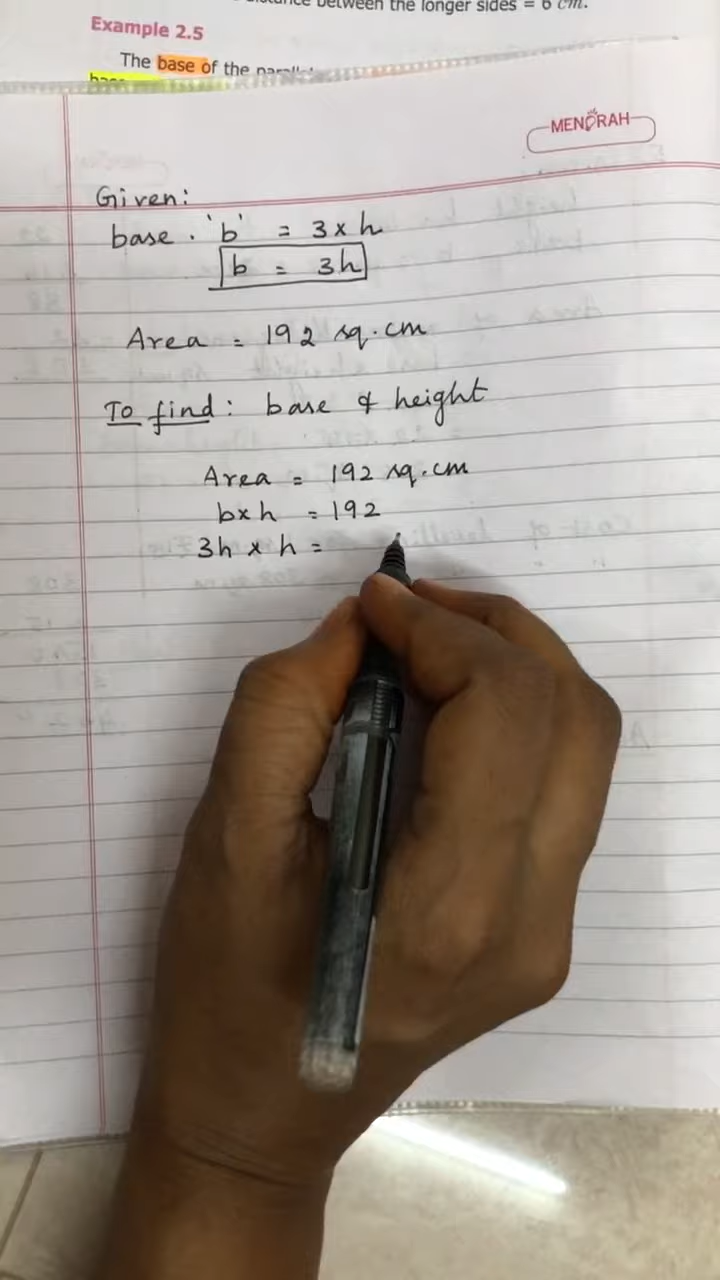 between the longer sides = 6 cm.
Example 2.5
The base of the
MENORAH
Given:
base. 'b' = 3 x h
b = 3h
Area = 192 sq.cm
To find: base & height
Area = 192 sq.cm
b x h = 192
3h x h =